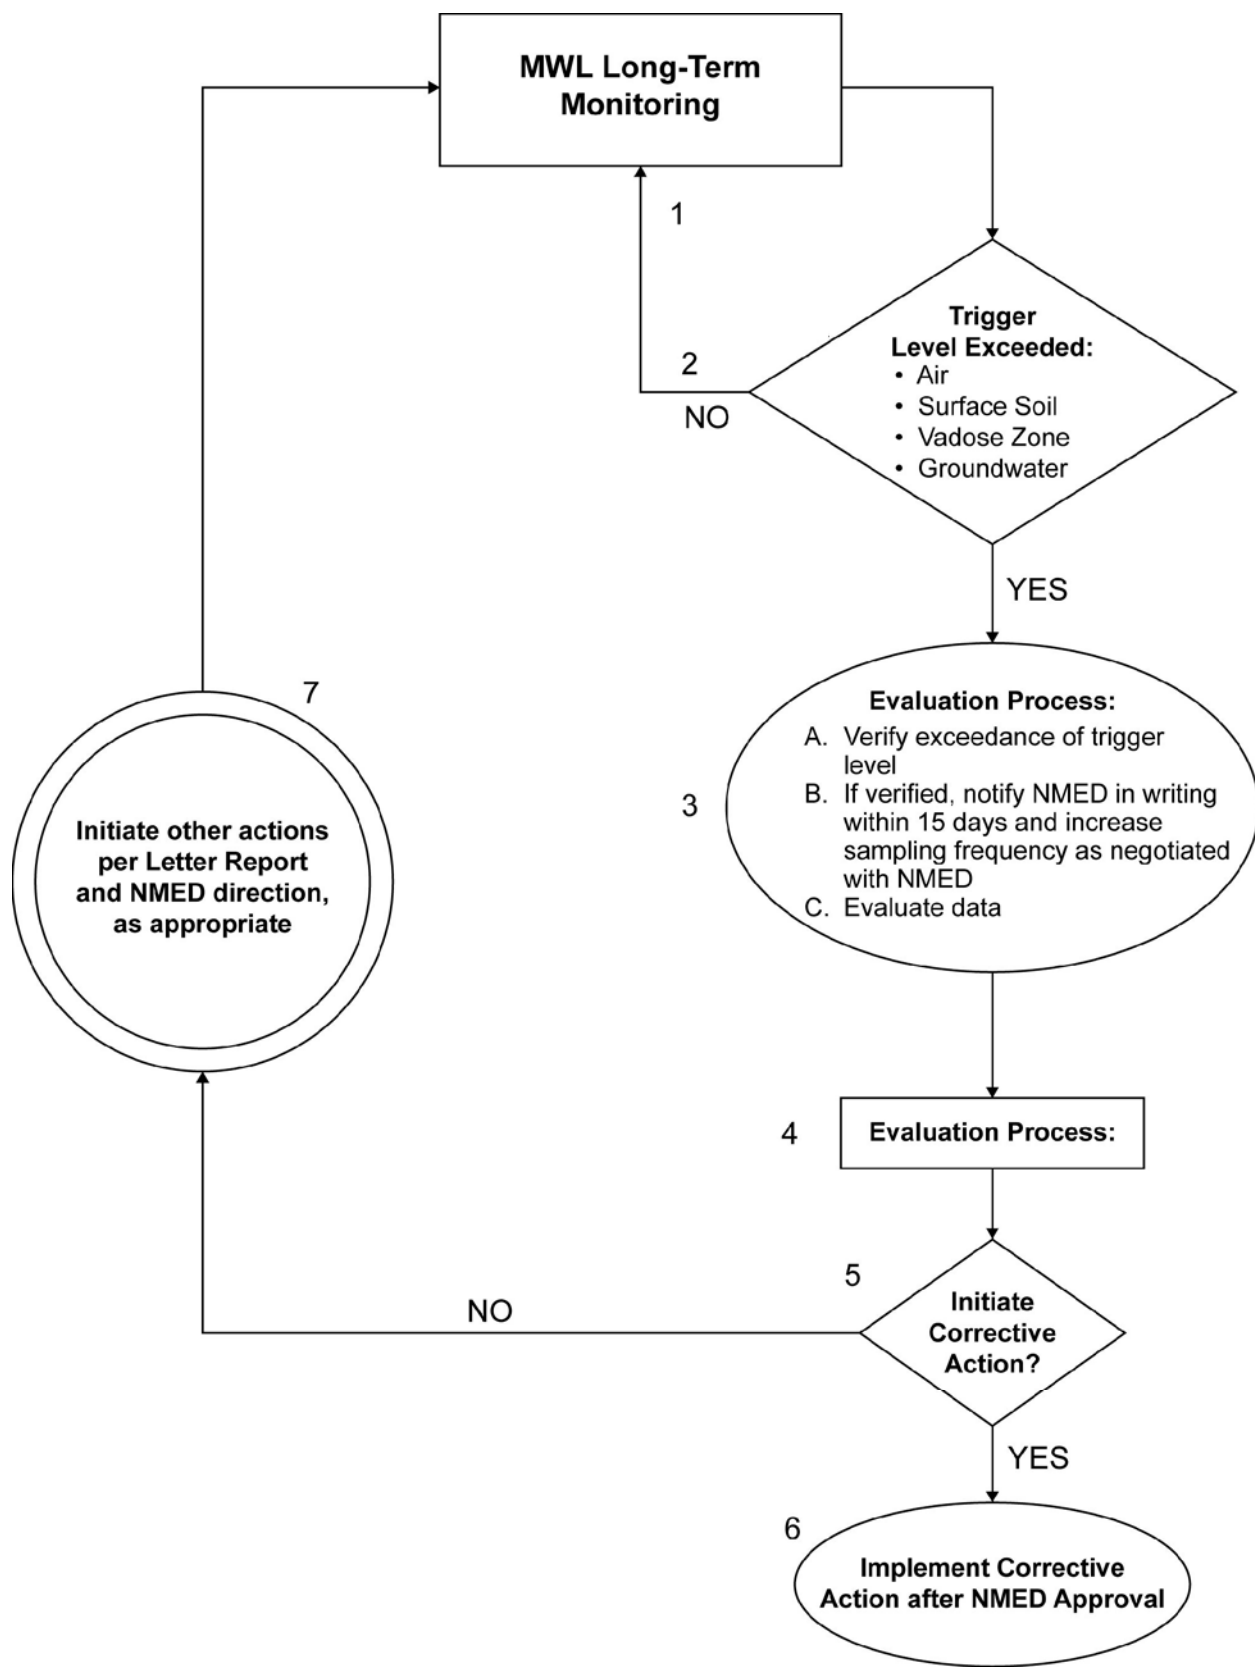 MWL Long-Term
Monitoring
1
Trigger
Level Exceeded:
• Air
• Surface Soil
• Vadose Zone
• Groundwater
2
NO
YES
3
Evaluation Process:
A. Verify exceedance of trigger
level
B. If verified, notify NMED in writing
within 15 days and increase
sampling frequency as negotiated
with NMED
C. Evaluate data
4
Evaluation Process:
5
Initiate
Corrective
Action?
NO
YES
6
Implement Corrective
Action after NMED Approval
7
Initiate other actions
per Letter Report
and NMED direction,
as appropriate